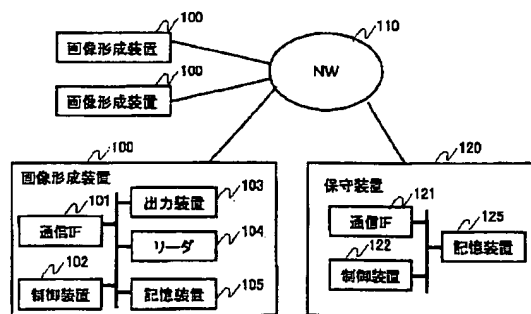 100
画像形成装置
110
NW
100
画像形成装置
100
画像形成装置
101
通信IF
102
制御装置
103
出力装置
104
リーダ
105
記憶装置
120
保守装置
121
通信IF
122
制御装置
125
記憶装置